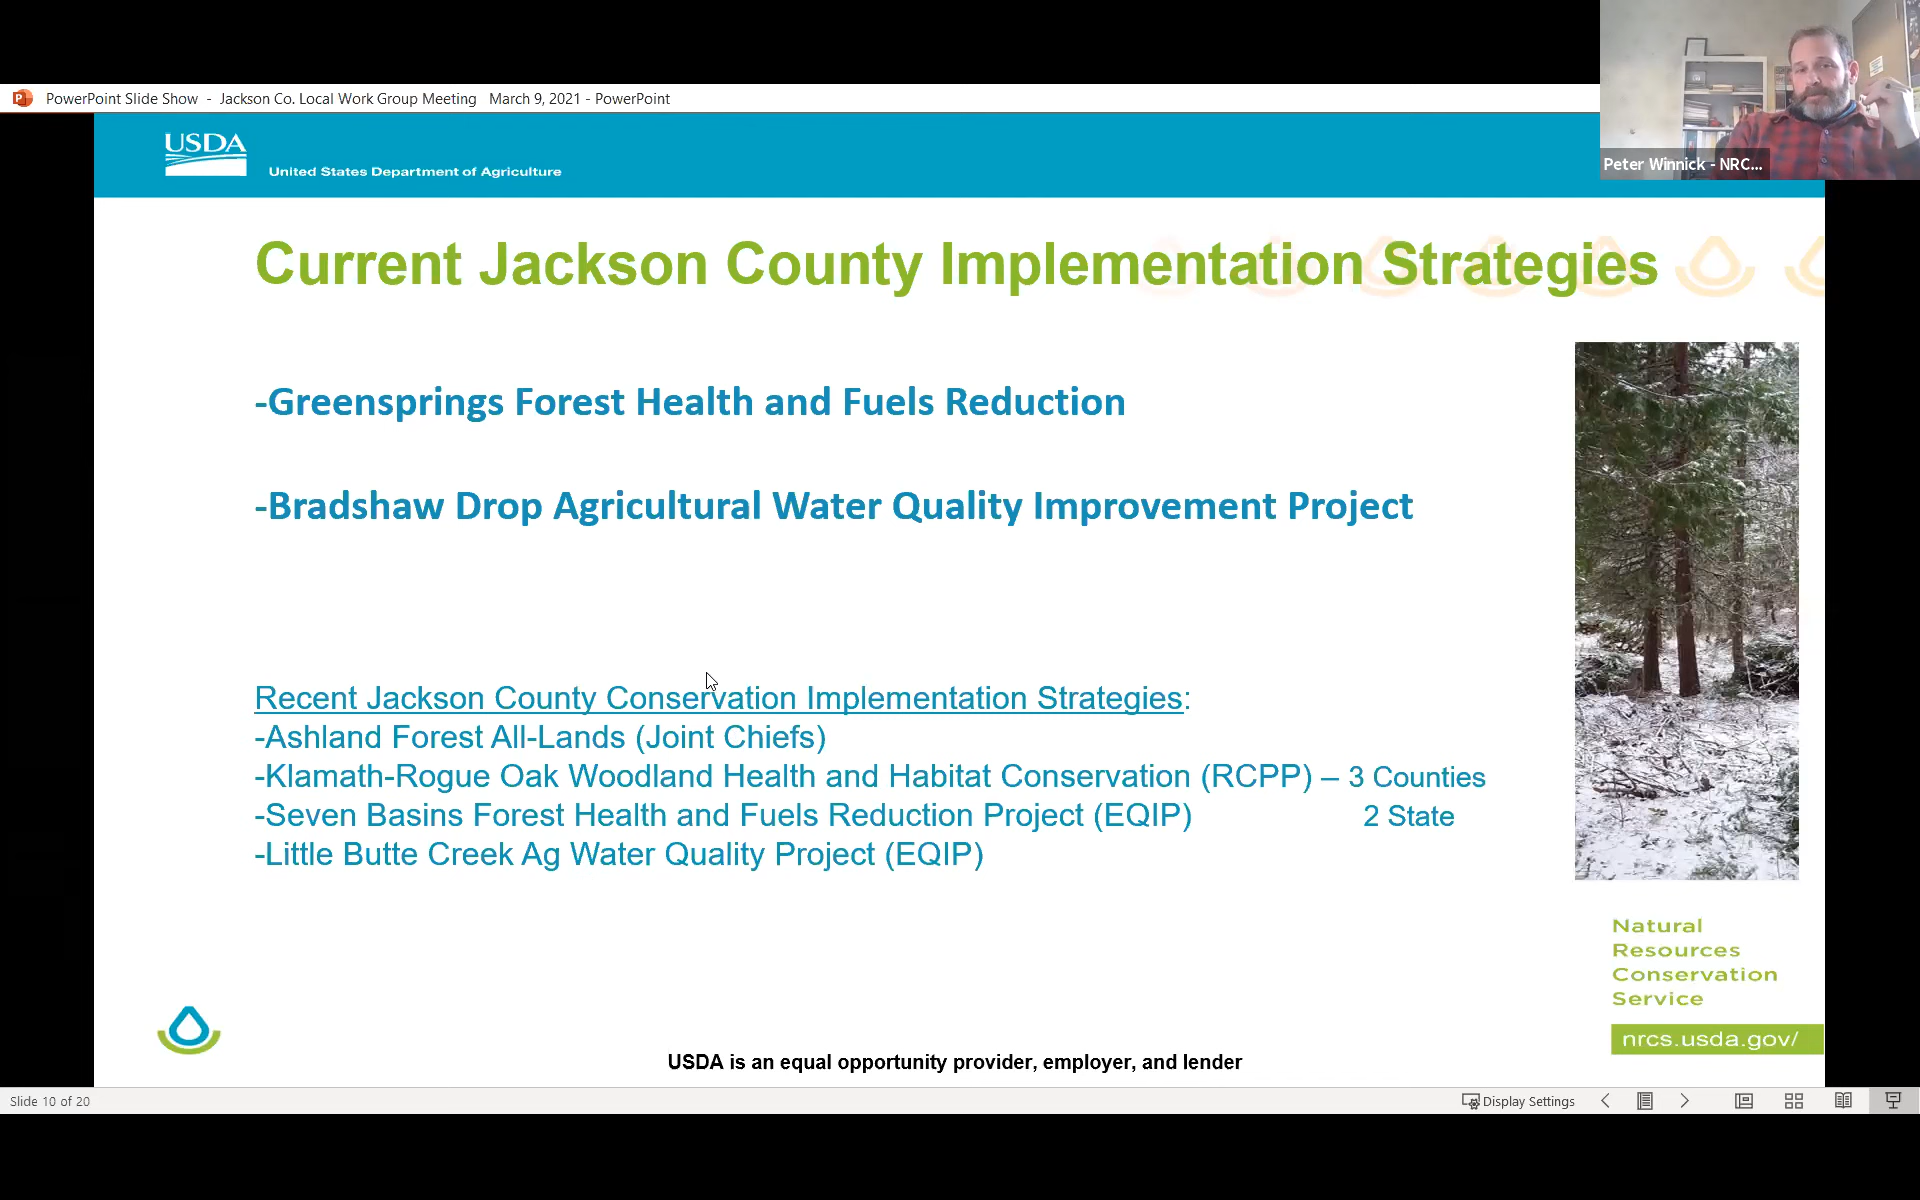 PowerPoint Slide Show - Jackson Co. Local Work Group Meeting March 9, 2021 - PowerPoint
Peter Winnick - NRC...
USDA
United States Department of Agriculture
Current Jackson County Implementation Strategies
-Greensprings Forest Health and Fuels Reduction
-Bradshaw Drop Agricultural Water Quality Improvement Project
Recent Jackson County Conservation Implementation Strategies:
-Ashland Forest All-Lands (Joint Chiefs)
-Klamath-Rogue Oak Woodland Health and Habitat Conservation (RCPP) – 3 Counties
-Seven Basins Forest Health and Fuels Reduction Project (EQIP) 2 State
-Little Butte Creek Ag Water Quality Project (EQIP)
Natural
Resources
Conservation
Service
nrcs.usda.gov/
USDA is an equal opportunity provider, employer, and lender
Slide 10 of 20
Display Settings